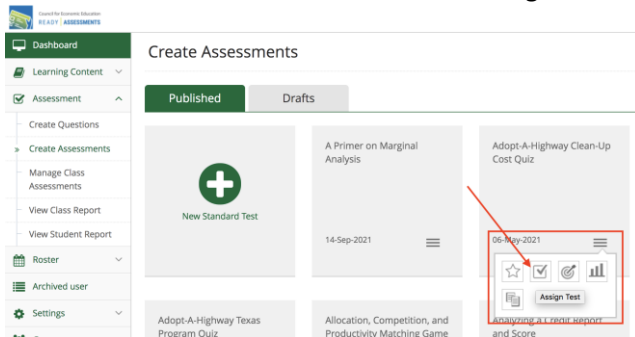 Council for Economic Education
READY ASSESSMENTS
Dashboard
Learning Content
Assessment
Create Questions
» Create Assessments
Manage Class
Assessments
View Class Report
View Student Report
Roster
Archived user
Settings
Create Assessments
Published
Drafts
New Standard Test
A Primer on Marginal
Analysis
14-Sep-2021
Adopt-A-Highway Clean-Up
Cost Quiz
06-May-2021
Assign Test
Adopt-A-Highway Texas
Program Quiz
Allocation, Competition, and
Productivity Matching Game
Analyzing a Credit Report
and Score